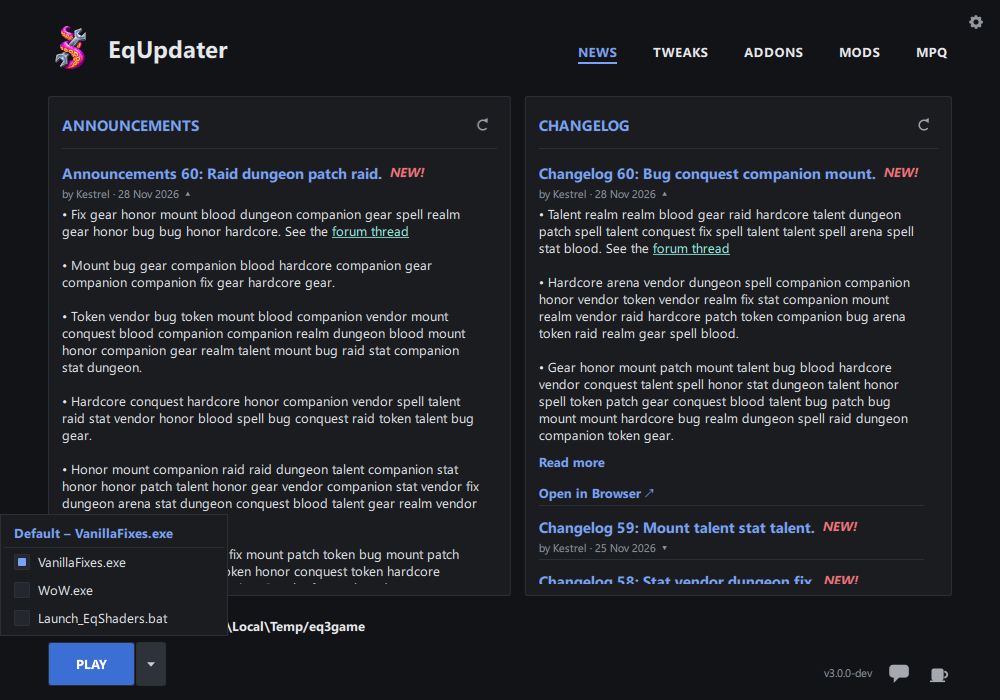 EqUpdater
NEWS
TWEAKS
ADDONS
MODS
MPQ
ANNOUNCEMENTS
Announcements 60: Raid dungeon patch raid. NEW!
by Kestrel · 28 Nov 2026
• Fix gear honor mount blood dungeon companion gear spell realm
gear honor bug bug honor hardcore. See the forum thread
• Mount bug gear companion blood hardcore companion gear
companion companion fix gear hardcore gear.
• Token vendor bug token mount blood companion vendor mount
conquest blood companion companion realm dungeon blood mount
honor companion gear realm talent mount bug raid stat companion
stat dungeon.
• Hardcore conquest hardcore honor companion vendor spell talent
raid stat vendor honor blood spell bug conquest raid token talent bug
gear.
• Honor mount companion raid raid dungeon talent companion stat
honor honor patch talent honor gear vendor companion stat vendor fix
dungeon arena stat dungeon conquest blood talent gear realm vendor
fix mount patch token bug mount patch
honor conquest token hardcore
CHANGELOG
Changelog 60: Bug conquest companion mount. NEW!
by Kestrel · 28 Nov 2026
• Talent realm realm blood gear raid hardcore talent dungeon
patch spell talent conquest fix spell talent talent spell arena spell
stat blood. See the forum thread
• Hardcore arena vendor dungeon spell companion companion
honor vendor token vendor realm fix stat companion mount
realm vendor raid hardcore patch token companion bug arena
token raid realm gear spell blood.
• Gear honor mount patch mount talent bug blood hardcore
vendor conquest talent spell honor stat dungeon talent honor
spell token patch gear conquest blood talent bug patch bug
mount mount hardcore bug realm dungeon spell raid dungeon
companion token gear.
Read more
Open in Browser ↗
Changelog 59: Mount talent stat talent. NEW!
by Kestrel · 25 Nov 2026
Changelog 58: Stat vendor dungeon fix. NEW!
Default – VanillaFixes.exe
VanillaFixes.exe
WoW.exe
Launch_EqShaders.bat
\Local\Temp/eq3game
PLAY
v3.0.0-dev